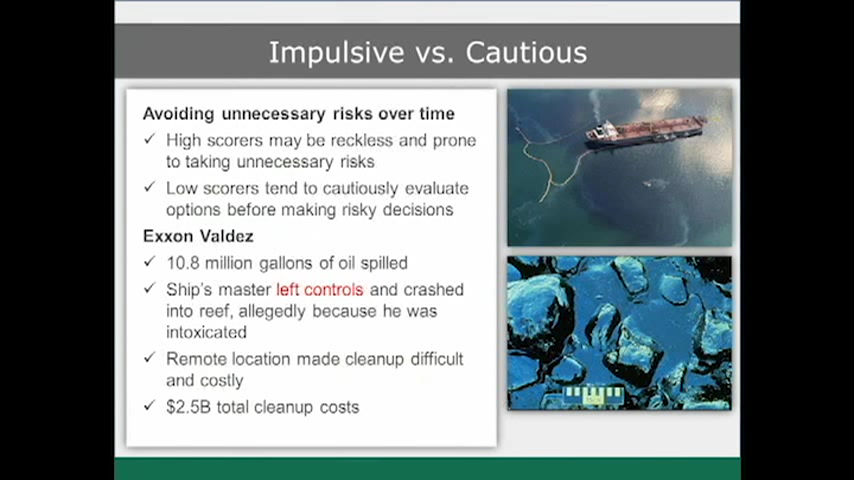 Impulsive vs. Cautious
Avoiding unnecessary risks over time
✓ High scorers may be reckless and prone
to taking unnecessary risks
✓ Low scorers tend to cautiously evaluate
options before making risky decisions
Exxon Valdez
✓ 10.8 million gallons of oil spilled
✓ Ship's master left controls and crashed
into reef, allegedly because he was
intoxicated
✓ Remote location made cleanup difficult
and costly
✓ $2.5B total cleanup costs